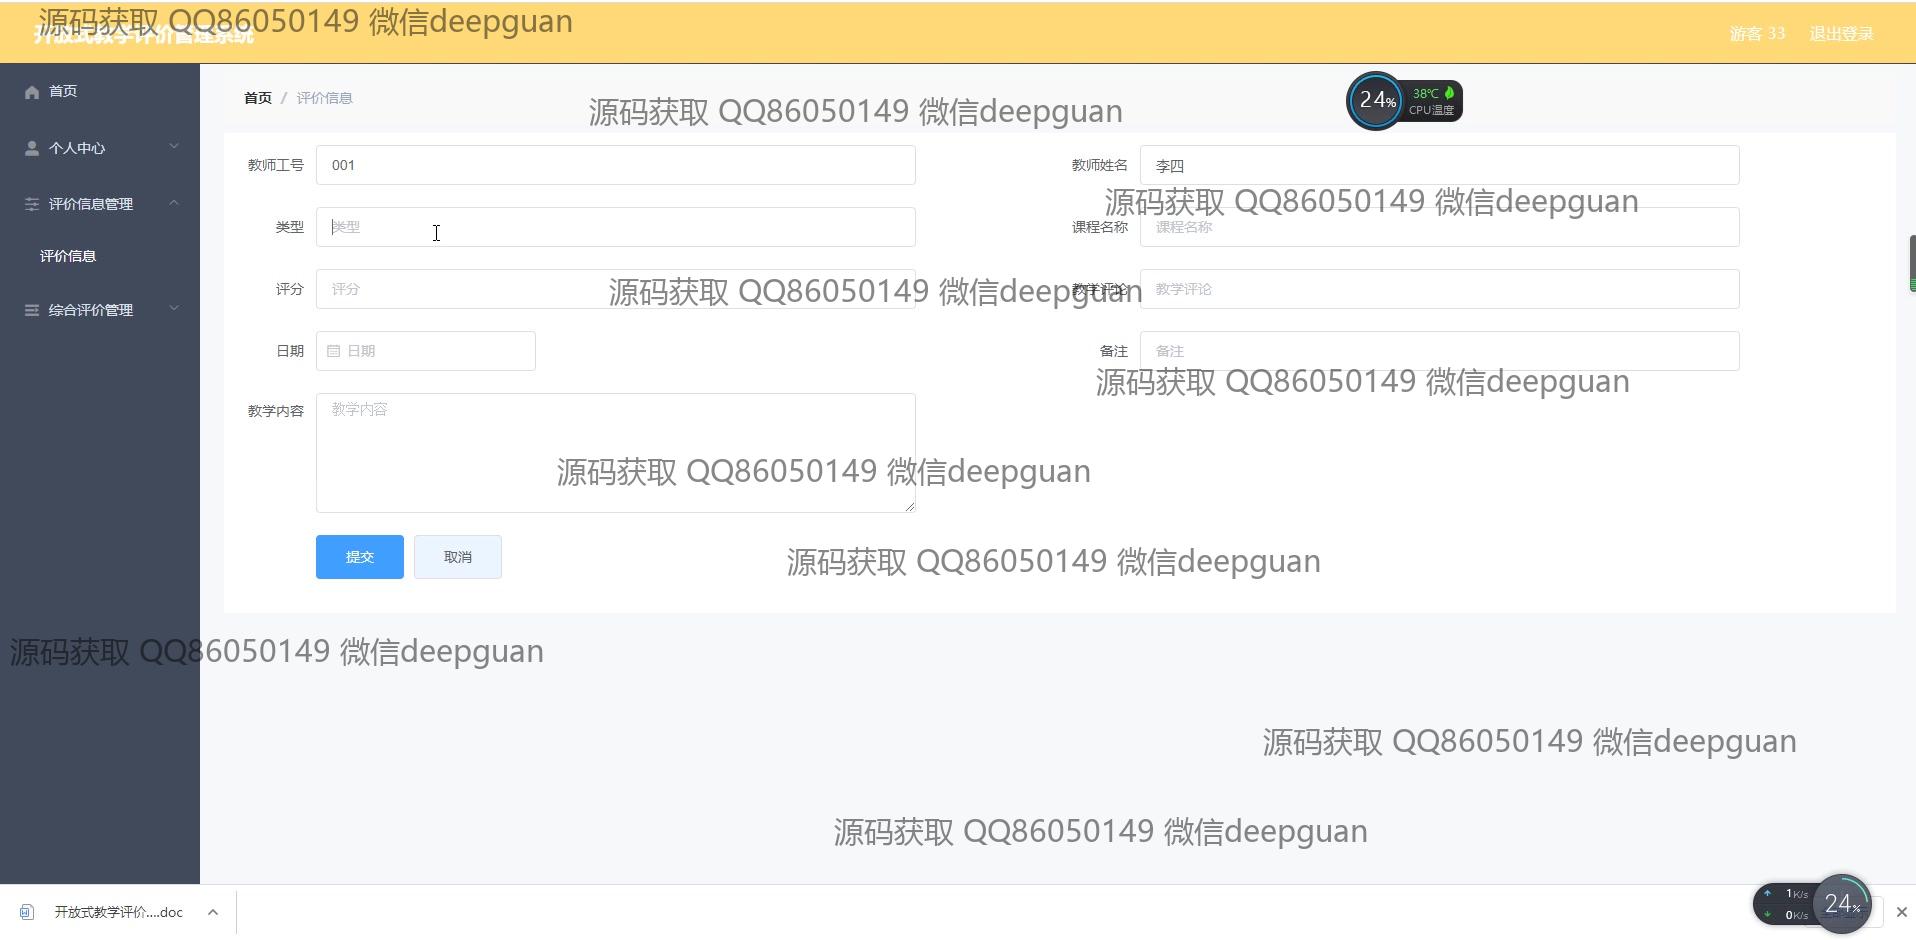 源码获取 QQ86050149 微信deepguan
开放式教学评价管理系统
游客 33 退出登录
首页
个人中心
评价信息管理
评价信息
综合评价管理
首页 / 评价信息
源码获取 QQ86050149 微信deepguan
24% 38℃
CPU温度
教师工号 001
教师姓名 李四
源码获取 QQ86050149 微信deepguan
类型 类型
课程名称 课程名称
评分 评分
源码获取 QQ86050149 微信deepguan
教学评论 教学评论
日期 日期
备注 备注
源码获取 QQ86050149 微信deepguan
教学内容 教学内容
源码获取 QQ86050149 微信deepguan
提交 取消
源码获取 QQ86050149 微信deepguan
源码获取 QQ86050149 微信deepguan
源码获取 QQ86050149 微信deepguan
源码获取 QQ86050149 微信deepguan
开放式教学评价....doc
1K/s
0K/s
24%